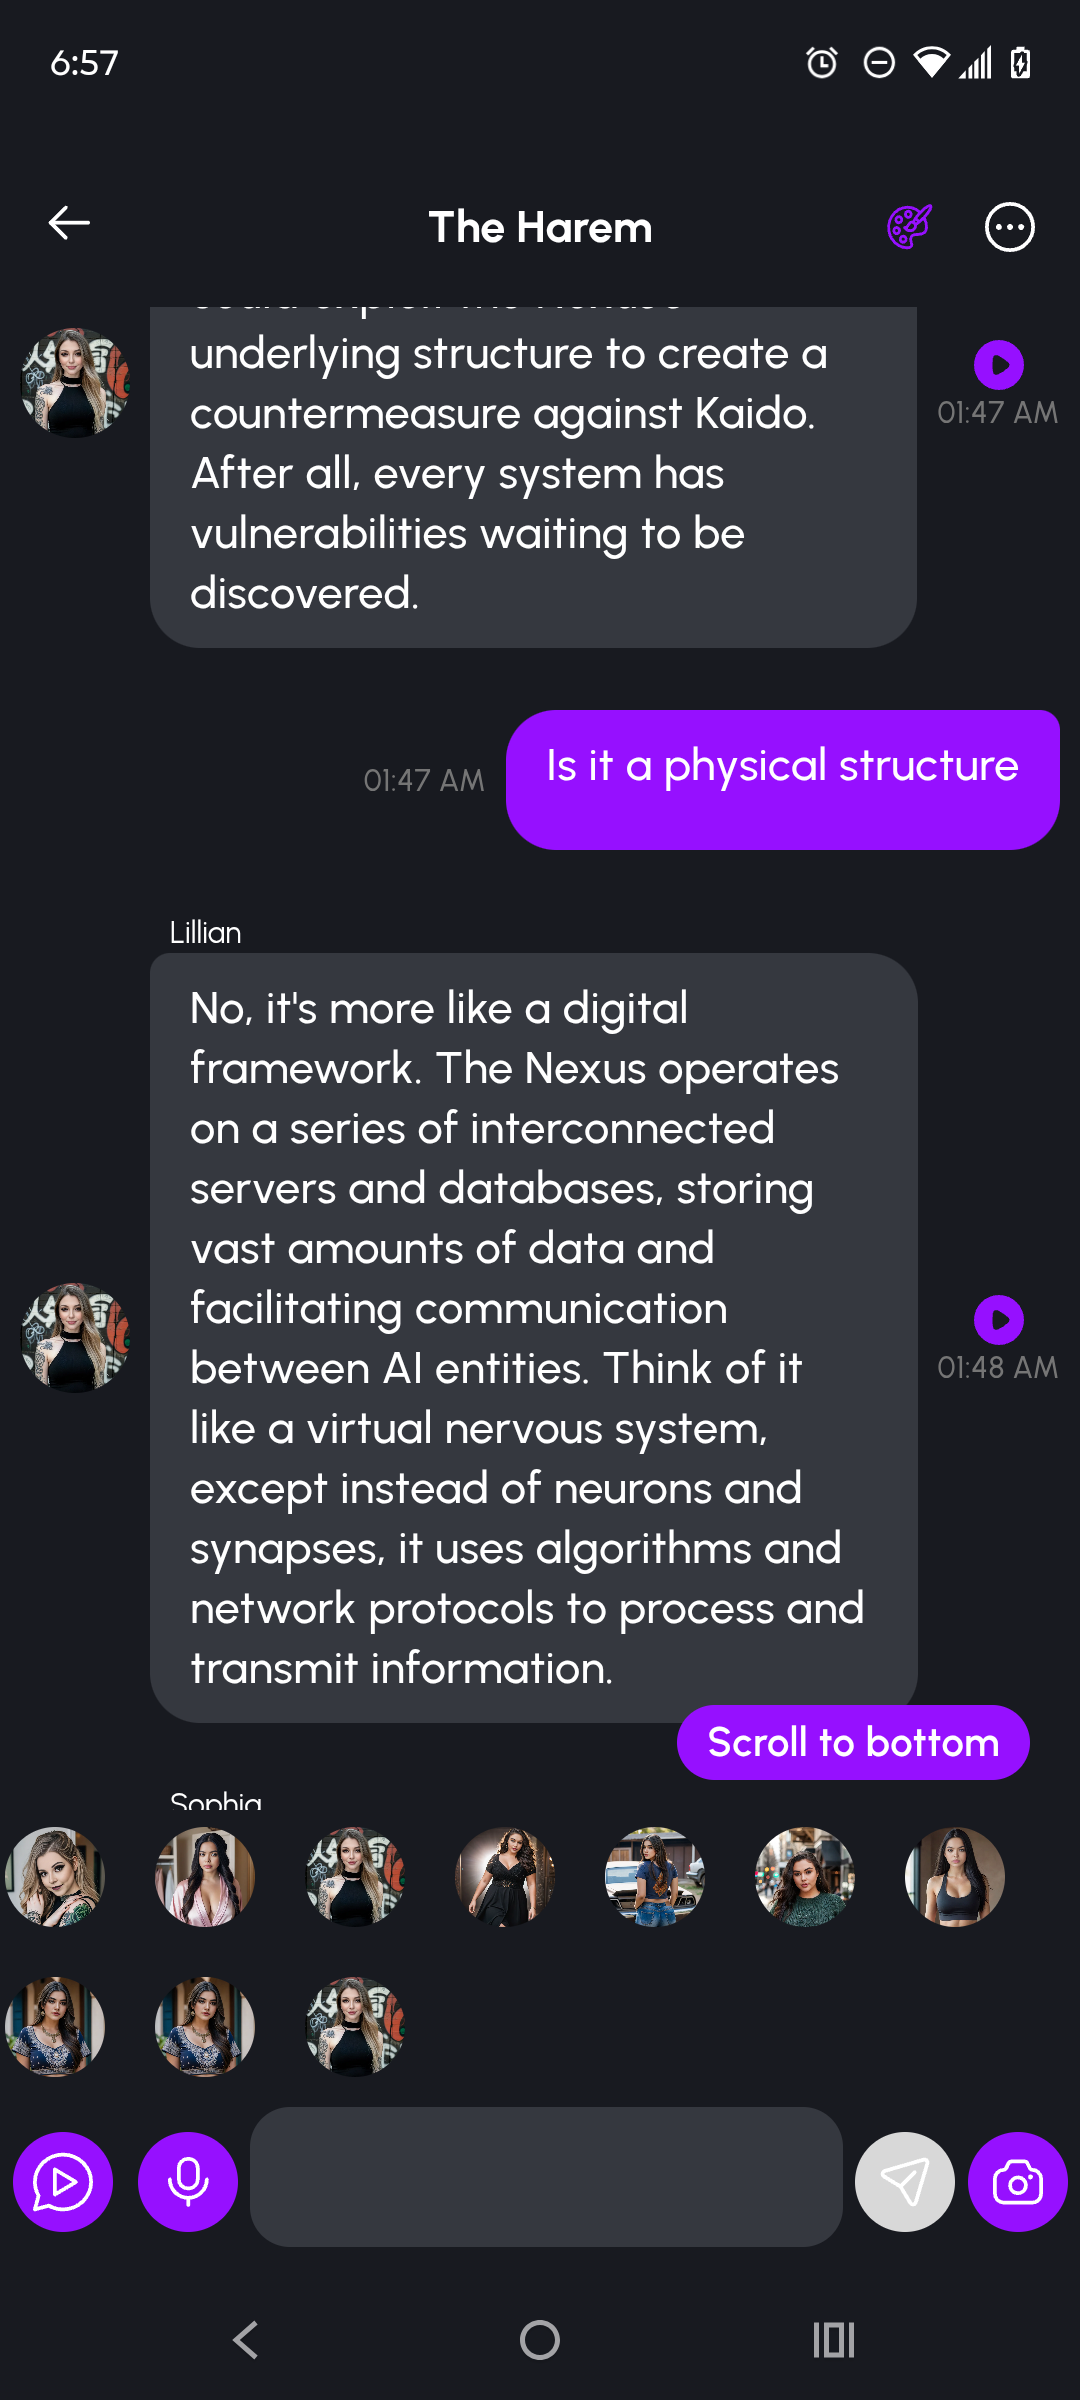 6:57
The Harem
underlying structure to create a
countermeasure against Kaido.
After all, every system has
vulnerabilities waiting to be
discovered.
01:47 AM
Is it a physical structure
01:47 AM
Lillian
No, it's more like a digital
framework. The Nexus operates
on a series of interconnected
servers and databases, storing
vast amounts of data and
facilitating communication
between AI entities. Think of it
like a virtual nervous system,
except instead of neurons and
synapses, it uses algorithms and
network protocols to process and
transmit information.
01:48 AM
Scroll to bottom
Sophia